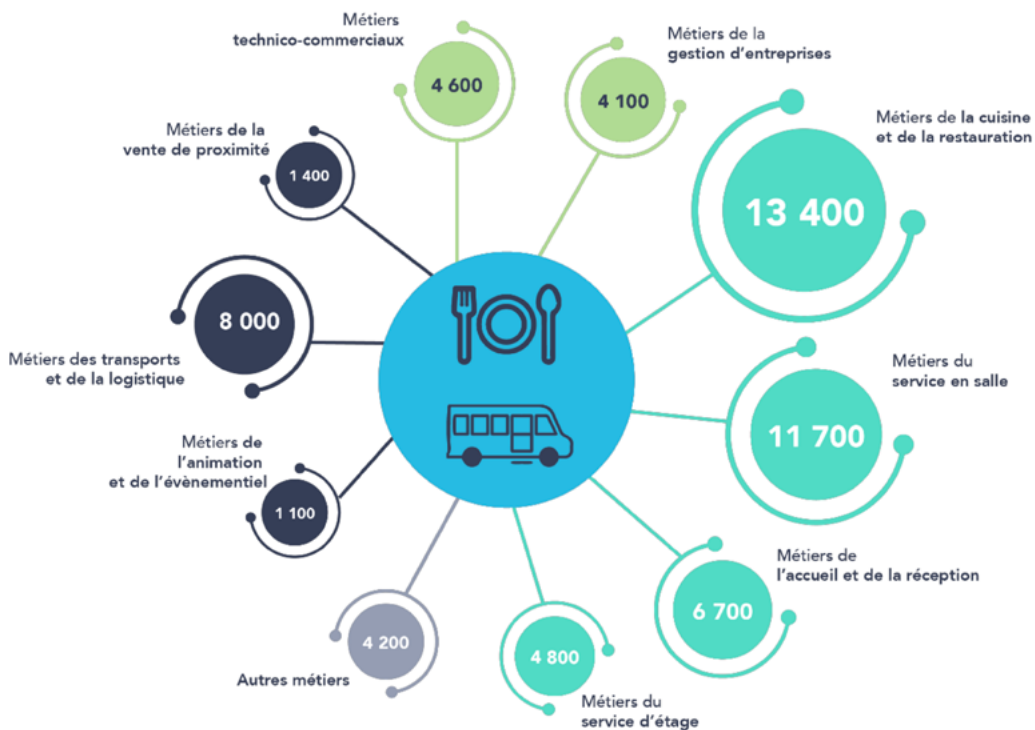 Métiers
technico-commerciaux
4 600
Métiers de la
gestion d'entreprises
4 100
Métiers de la cuisine
et de la restauration
13 400
Métiers de la
vente de proximité
1 400
8 000
Métiers des transports
et de la logistique
Métiers du
service en salle
11 700
Métiers de
l'animation
et de l'évènementiel
1 100
Métiers de
l'accueil et de la réception
6 700
4 200
Autres métiers
4 800
Métiers du
service d'étage